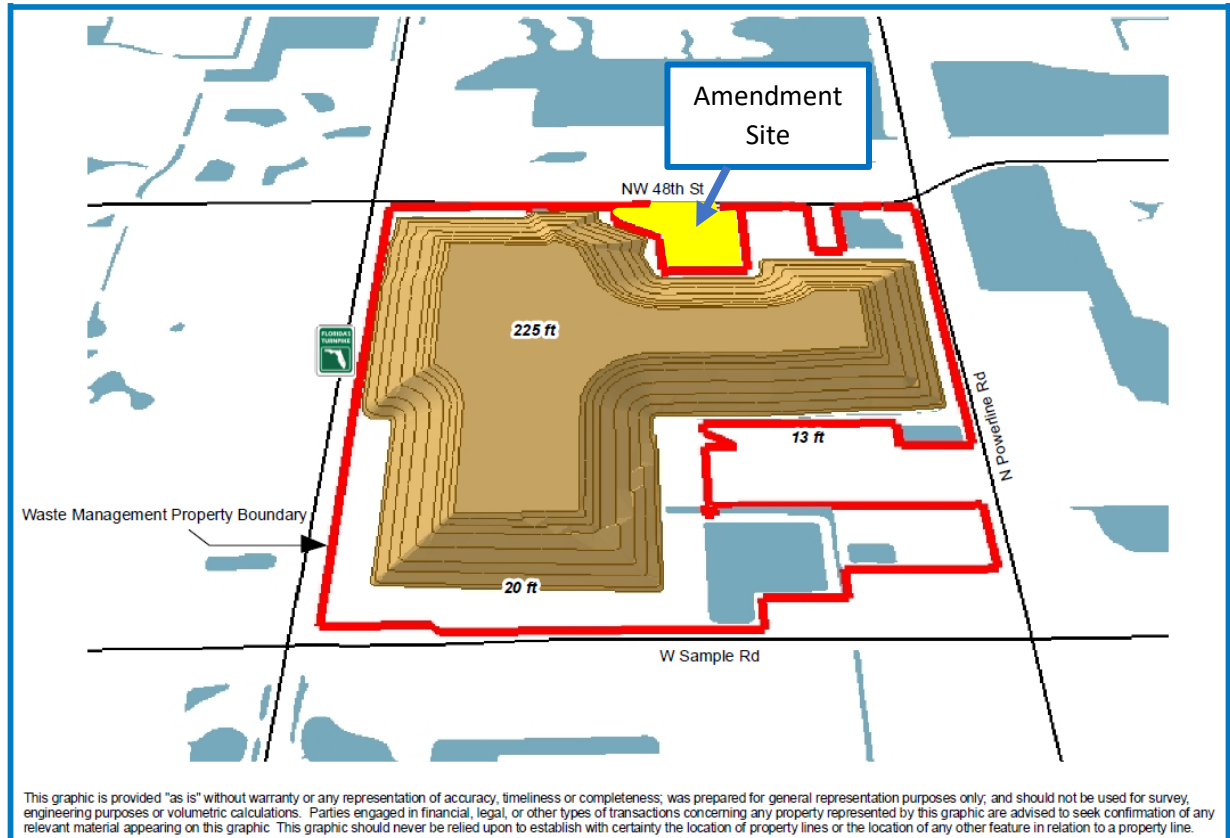 Amendment
Site
NW 48th St
225 ft
FLORIDA'S
TURNPIKE
N Powerline Rd
13 ft
Waste Management Property Boundary
20 ft
W Sample Rd
This graphic is provided "as is" without warranty or any representation of accuracy, timeliness or completeness; was prepared for general representation purposes only; and should not be used for survey,
engineering purposes or volumetric calculations. Parties engaged in financial, legal, or other types of transactions concerning any property represented by this graphic are advised to seek confirmation of any
relevant material appearing on this graphic This graphic should never be relied upon to establish with certainty the location of property lines or the location of any other feature in relation to a property line.